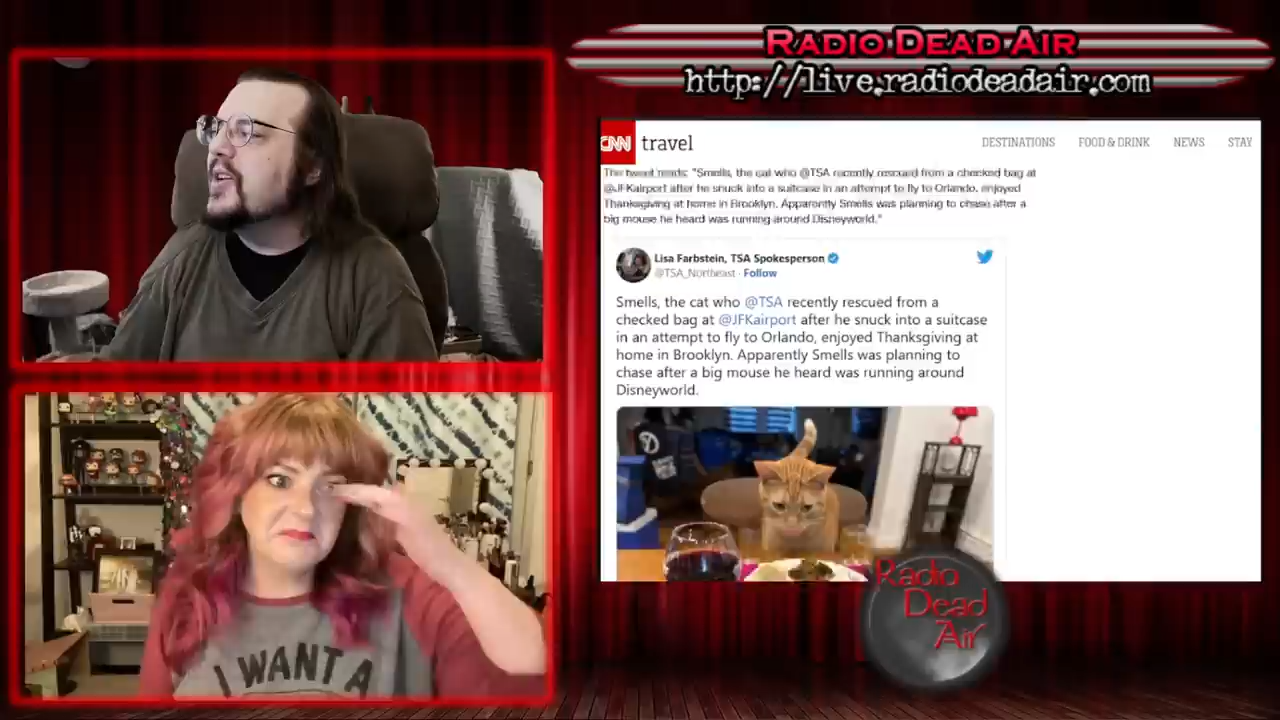 RADIO DEAD AIR
http://live.radiodeadair.com
CNN travel
DESTINATIONS FOOD & DRINK NEWS STAY
The tweet reads: "Smells, the cat who @TSA recently rescued from a checked bag at
@JFKairport after he snuck into a suitcase in an attempt to fly to Orlando, enjoyed
Thanksgiving at home in Brooklyn. Apparently Smells was planning to chase after a
big mouse he heard was running around Disneyworld."
Lisa Farbstein, TSA Spokesperson
@TSA_Northeast · Follow
Smells, the cat who @TSA recently rescued from a
checked bag at @JFKairport after he snuck into a suitcase
in an attempt to fly to Orlando, enjoyed Thanksgiving at
home in Brooklyn. Apparently Smells was planning to
chase after a big mouse he heard was running around
Disneyworld.
Radio
Dead
Air
I WANT A